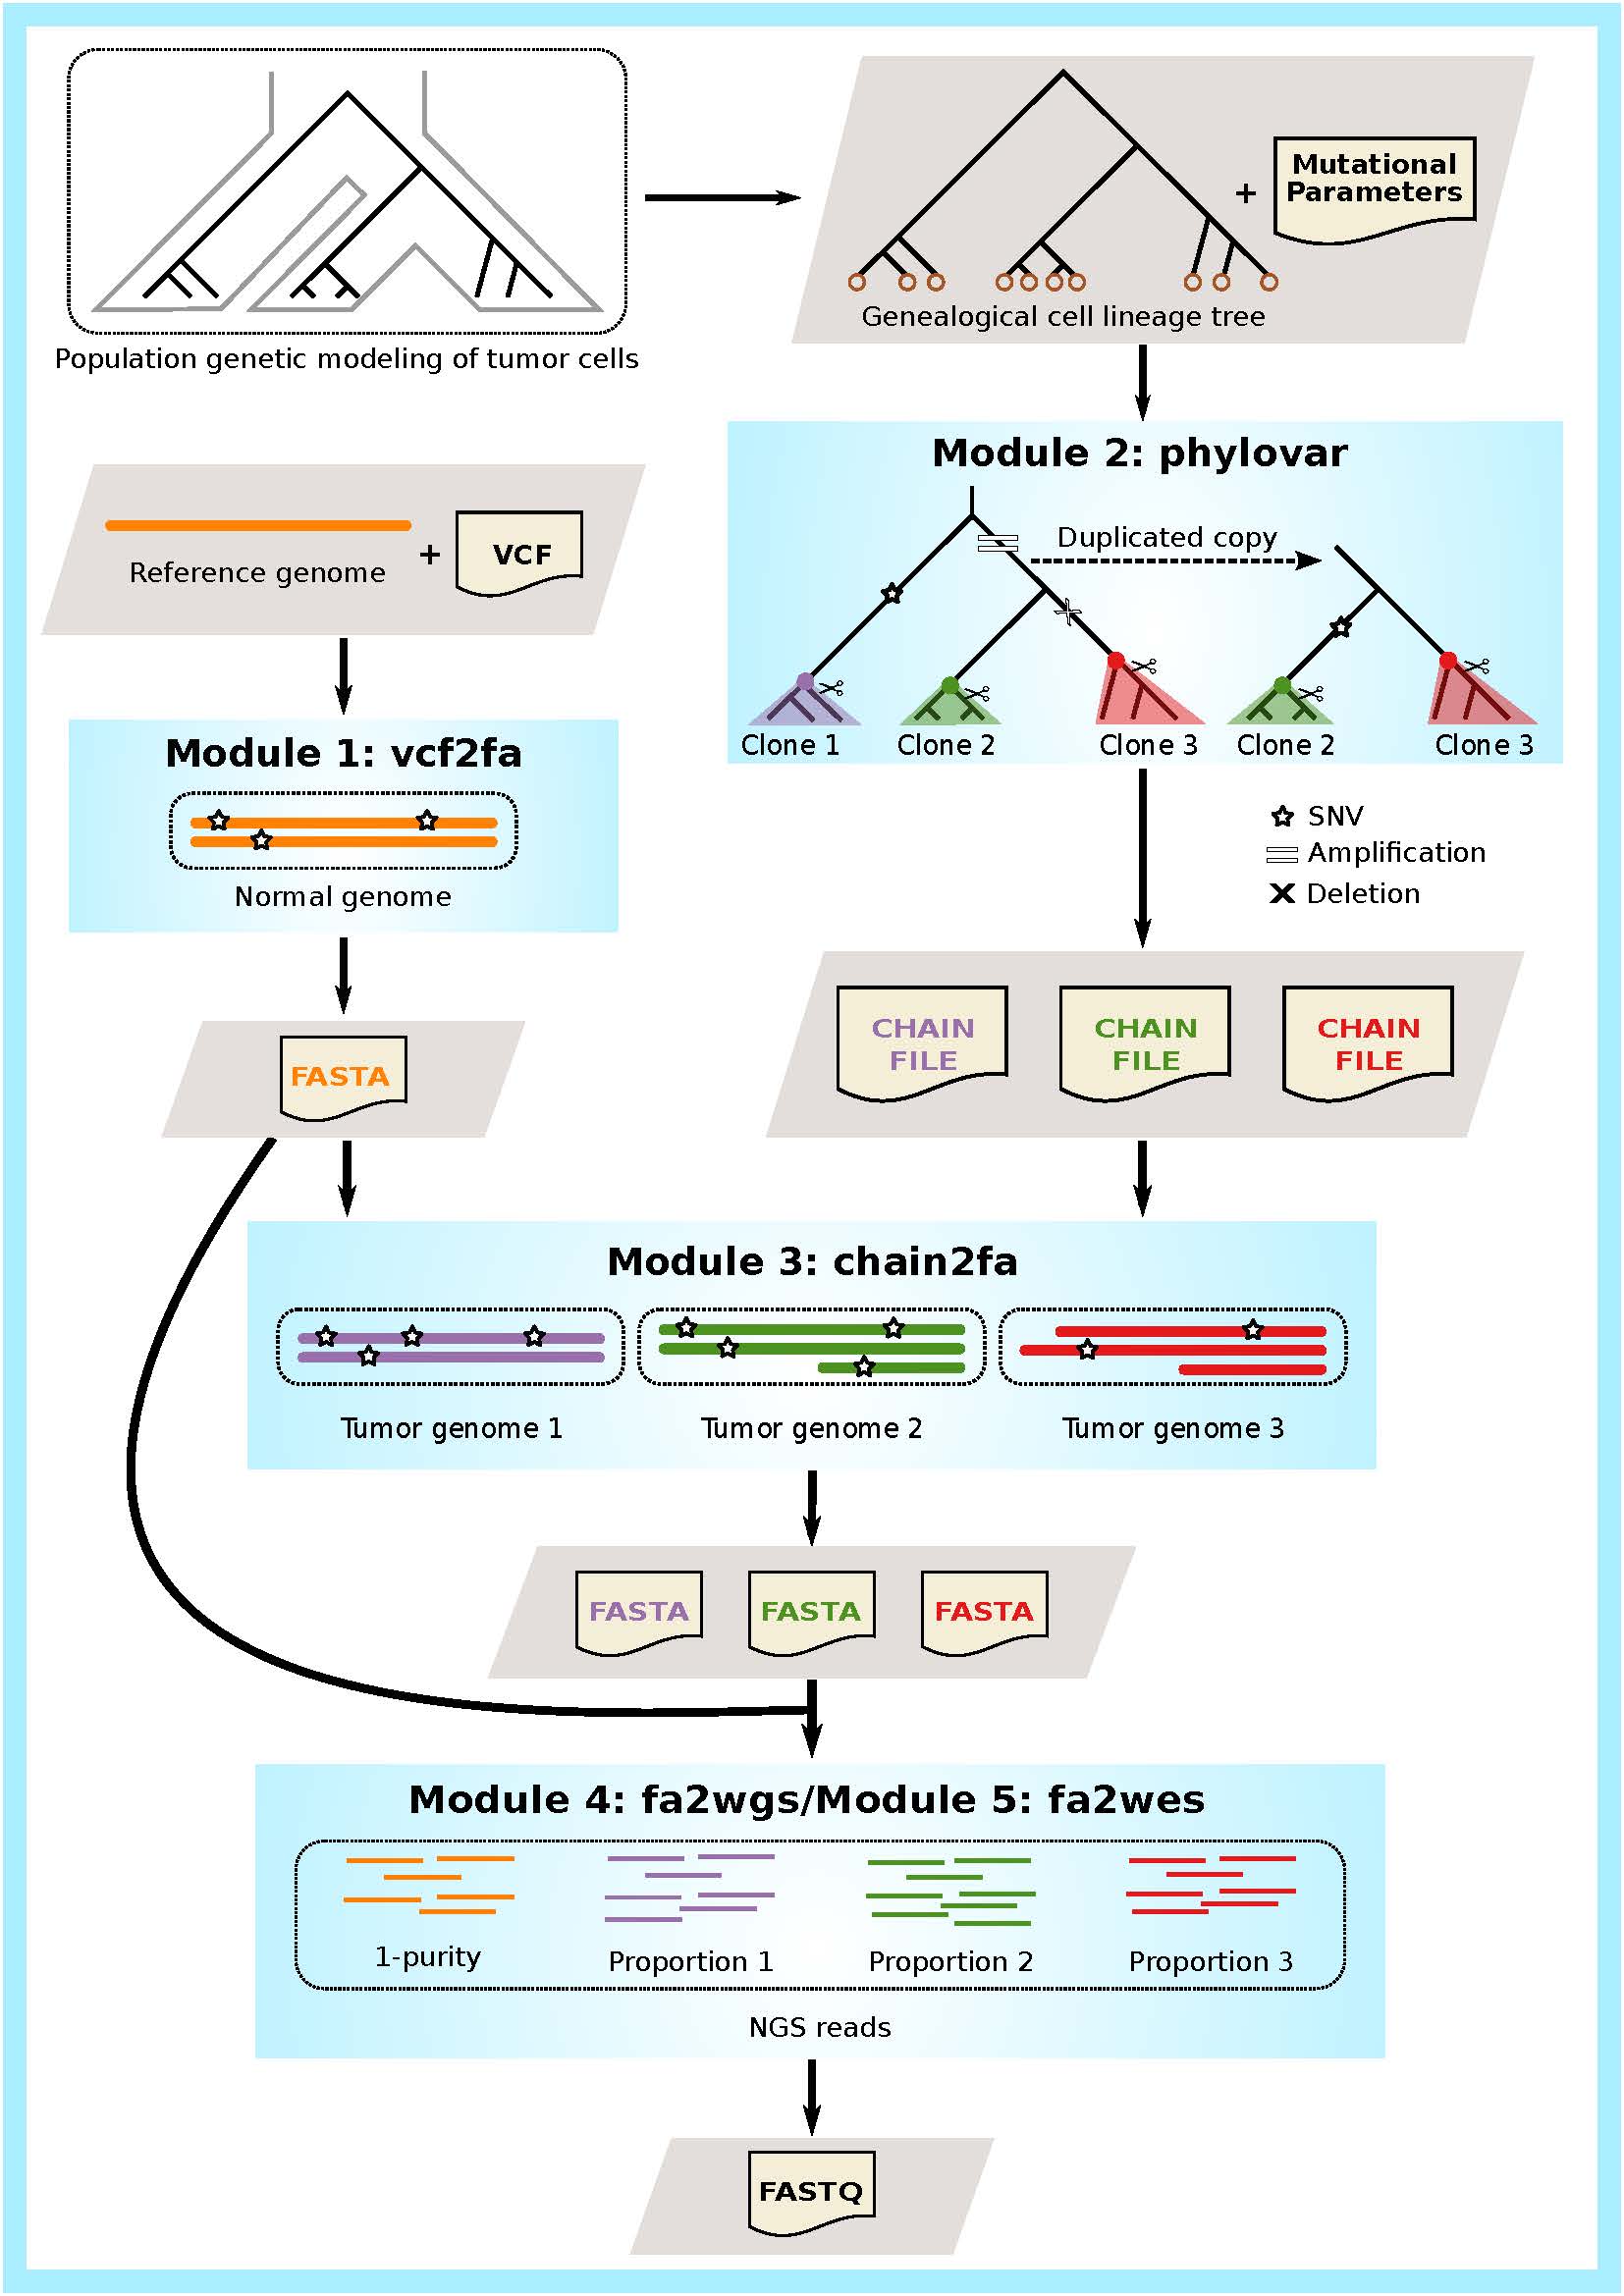 Population genetic modeling of tumor cells
+
Mutational
Parameters
Genealogical cell lineage tree
Reference genome
+
VCF
Module 1: vcf2fa
Normal genome
FASTA
Module 2: phylovar
Duplicated copy
Clone 1
Clone 2
Clone 3
Clone 2
Clone 3
SNV
Amplification
Deletion
CHAIN
FILE
CHAIN
FILE
CHAIN
FILE
Module 3: chain2fa
Tumor genome 1
Tumor genome 2
Tumor genome 3
FASTA
FASTA
FASTA
Module 4: fa2wgs/Module 5: fa2wes
1-purity
Proportion 1
Proportion 2
Proportion 3
NGS reads
FASTQ